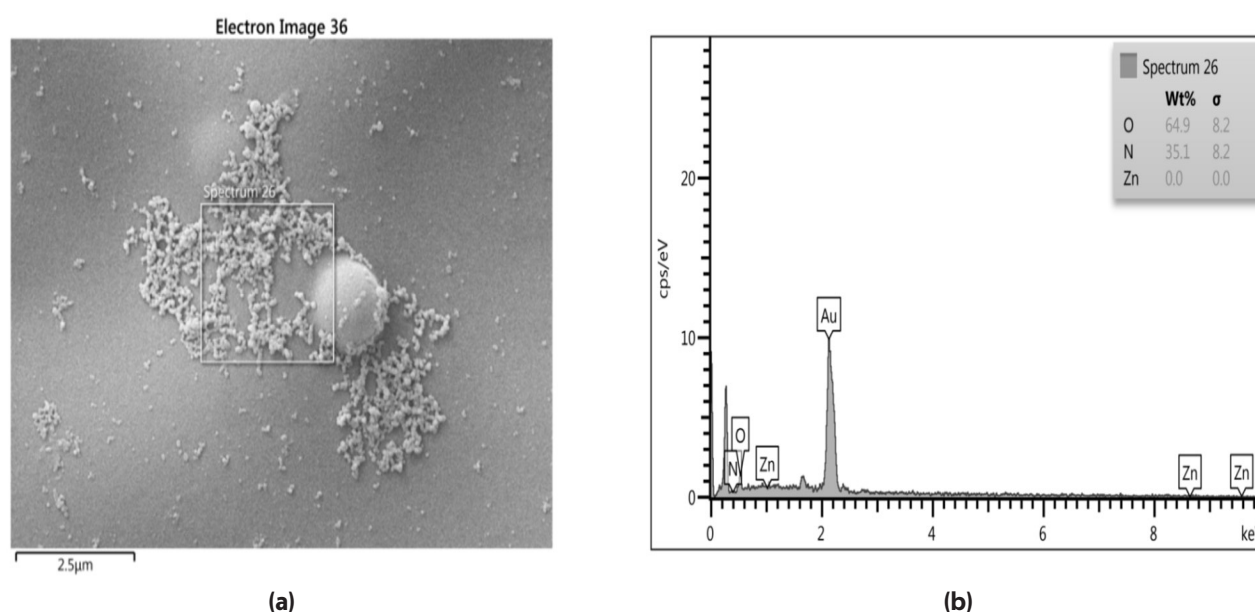 Electron Image 36
Spectrum 26
2.5µm
(a)
Spectrum 26
Wt% σ
O 64.9 8.2
N 35.1 8.2
Zn 0.0 0.0
cps/eV
20
10
0
Au
O
N
Zn
Zn
Zn
0 2 4 6 8 ke
(b)